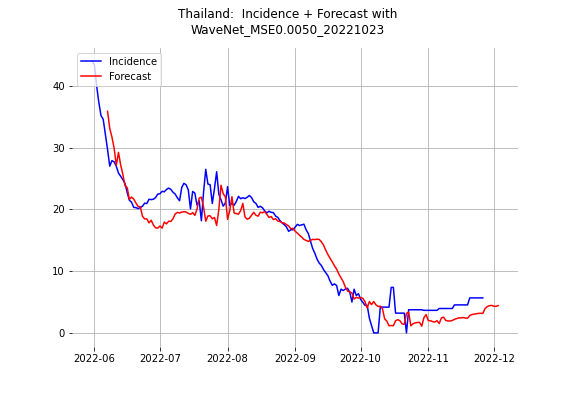 Thailand: Incidence + Forecast with
WaveNet_MSE0.0050_20221023
Incidence
Forecast
40
30
20
10
0
2022-06 2022-07 2022-08 2022-09 2022-10 2022-11 2022-12